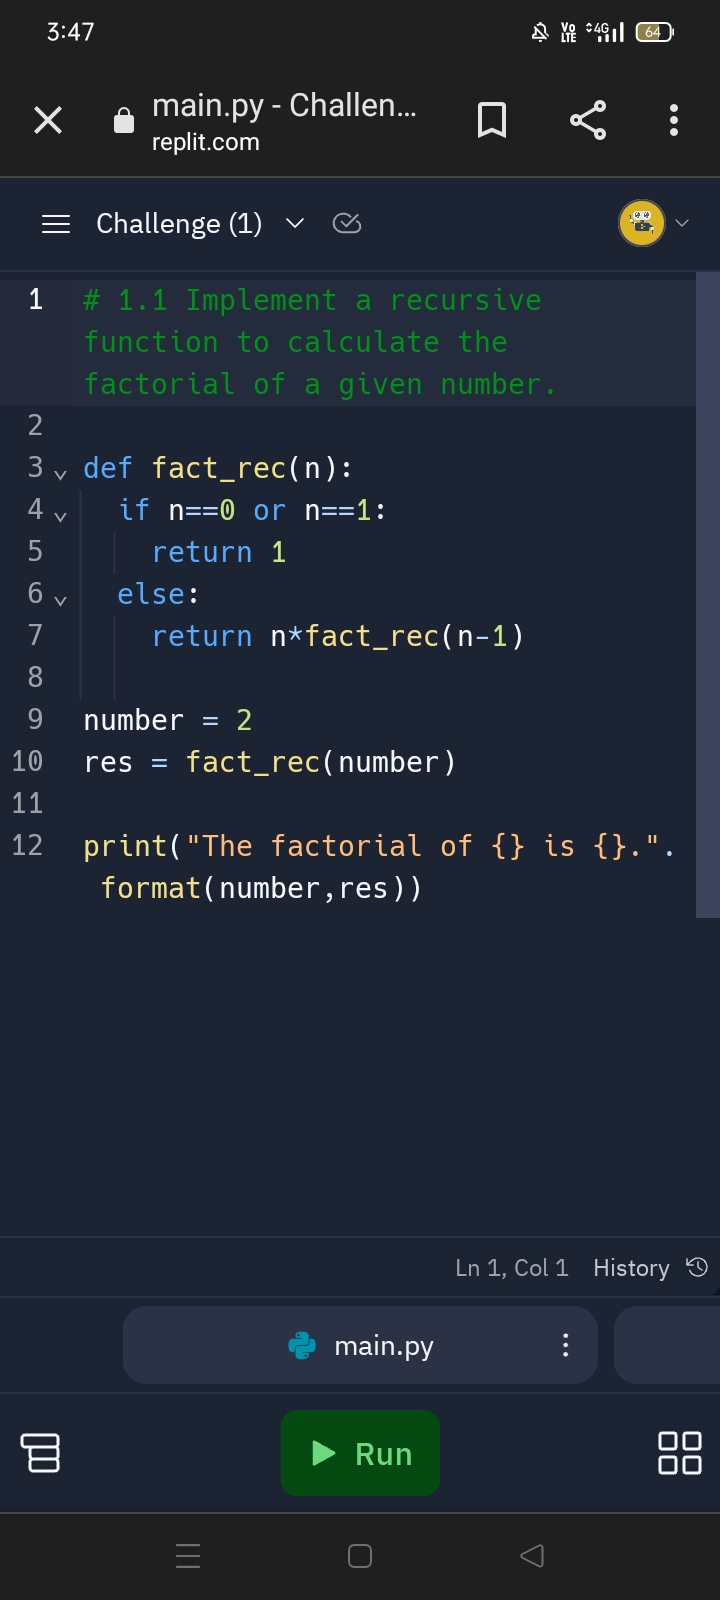 3:47
VO LTE 4G 64
main.py - Challen...
replit.com
Challenge (1)
1 # 1.1 Implement a recursive
function to calculate the
factorial of a given number.
2
3 def fact_rec(n):
4 if n==0 or n==1:
5 return 1
6 else:
7 return n*fact_rec(n-1)
8
9 number = 2
10 res = fact_rec(number)
11
12 print("The factorial of {} is {}.".
format(number,res))
Ln 1, Col 1 History
main.py
Run